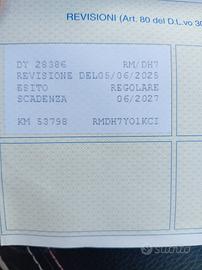 REVISIONI (Art. 80 del D.L.vo 30
DY 28386 RM/DH7
REVISIONE DEL05/06/2025
ESITO REGOLARE
SCADENZA 06/2027
KM 53798 RMDH7Y01KCI
subito